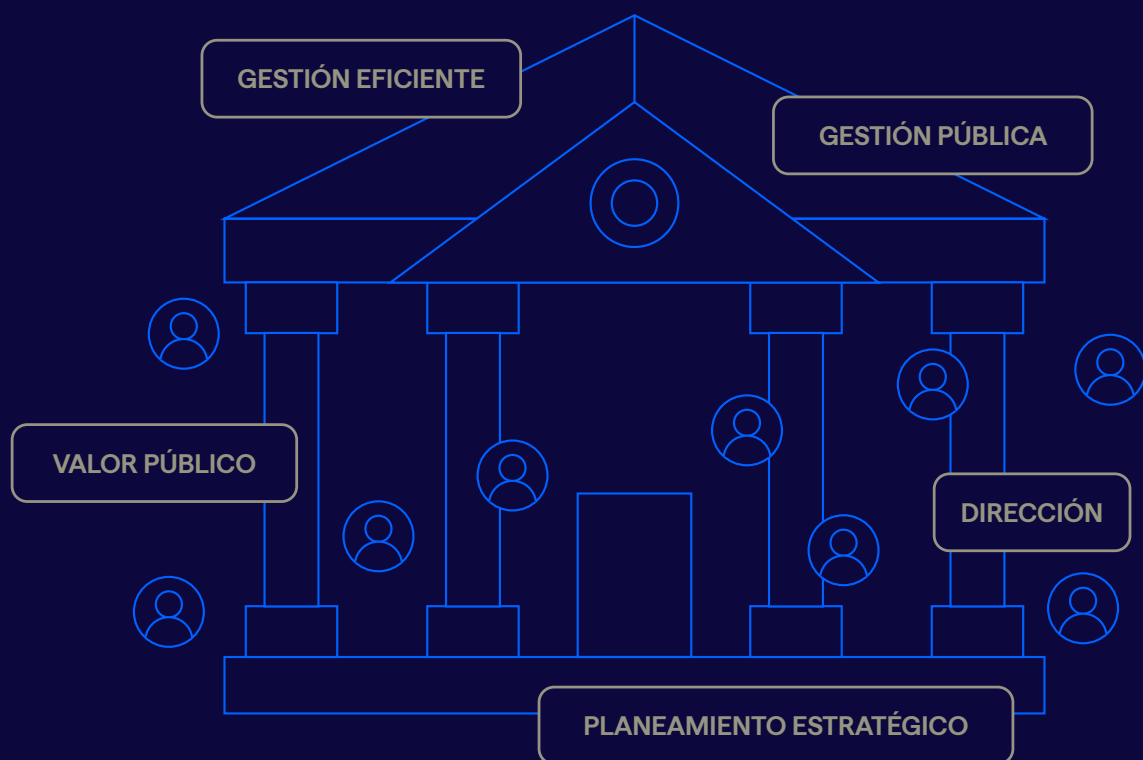 GESTIÓN EFICIENTE
GESTIÓN PÚBLICA
VALOR PÚBLICO
DIRECCIÓN
PLANEAMIENTO ESTRATÉGICO